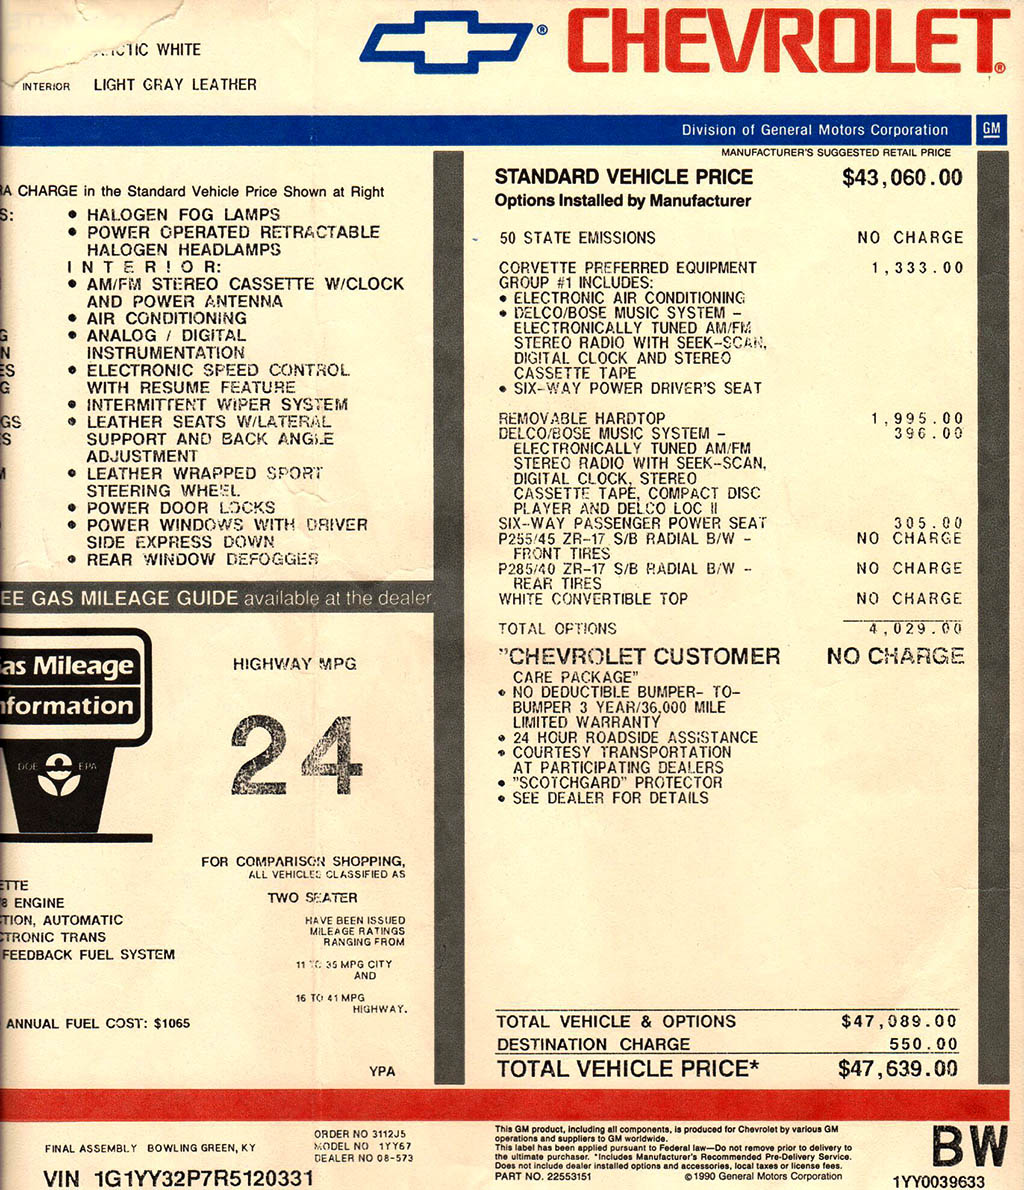 CTIC WHITE
INTERIOR LIGHT GRAY LEATHER
® CHEVROLET®
Division of General Motors Corporation GM
MANUFACTURER'S SUGGESTED RETAIL PRICE
RA CHARGE in the Standard Vehicle Price Shown at Right
S:
• HALOGEN FOG LAMPS
• POWER OPERATED RETRACTABLE
HALOGEN HEADLAMPS
INTERIOR:
• AM/FM STEREO CASSETTE W/CLOCK
AND POWER ANTENNA
• AIR CONDITIONING
• ANALOG / DIGITAL
INSTRUMENTATION
• ELECTRONIC SPEED CONTROL
WITH RESUME FEATURE
• INTERMITTENT WIPER SYSTEM
• LEATHER SEATS W/LATERAL
SUPPORT AND BACK ANGLE
ADJUSTMENT
• LEATHER WRAPPED SPORT
STEERING WHEEL
• POWER DOOR LOCKS
• POWER WINDOWS WITH DRIVER
SIDE EXPRESS DOWN
• REAR WINDOW DEFOGGER
EE GAS MILEAGE GUIDE available at the dealer
as Mileage
nformation
DOE EPA
HIGHWAY MPG
24
FOR COMPARISON SHOPPING,
ALL VEHICLES CLASSIFIED AS
TWO SEATER
HAVE BEEN ISSUED
MILEAGE RATINGS
RANGING FROM
11 TO 35 MPG CITY
AND
16 TO 41 MPG
HIGHWAY.
ETTE
8 ENGINE
TION, AUTOMATIC
TRONIC TRANS
FEEDBACK FUEL SYSTEM
ANNUAL FUEL COST: $1065
YPA
STANDARD VEHICLE PRICE $43,060.00
Options Installed by Manufacturer
50 STATE EMISSIONS NO CHARGE
CORVETTE PREFERRED EQUIPMENT 1,333.00
GROUP #1 INCLUDES:
• ELECTRONIC AIR CONDITIONING
• DELCO/BOSE MUSIC SYSTEM -
ELECTRONICALLY TUNED AM/FM
STEREO RADIO WITH SEEK-SCAN,
DIGITAL CLOCK AND STEREO
CASSETTE TAPE
• SIX-WAY POWER DRIVER'S SEAT
REMOVABLE HARDTOP 1,995.00
DELCO/BOSE MUSIC SYSTEM - 396.00
ELECTRONICALLY TUNED AM/FM
STEREO RADIO WITH SEEK-SCAN,
DIGITAL CLOCK, STEREO
CASSETTE TAPE, COMPACT DISC
PLAYER AND DELCO LOC II
SIX-WAY PASSENGER POWER SEAT 305.00
P255/45 ZR-17 S/B RADIAL B/W - NO CHARGE
FRONT TIRES
P285/40 ZR-17 S/B RADIAL B/W - NO CHARGE
REAR TIRES
WHITE CONVERTIBLE TOP NO CHARGE
TOTAL OPTIONS 4,029.00
"CHEVROLET CUSTOMER NO CHARGE
CARE PACKAGE"
• NO DEDUCTIBLE BUMPER- TO-
BUMPER 3 YEAR/36,000 MILE
LIMITED WARRANTY
• 24 HOUR ROADSIDE ASSISTANCE
• COURTESY TRANSPORTATION
AT PARTICIPATING DEALERS
• "SCOTCHGARD" PROTECTOR
• SEE DEALER FOR DETAILS
TOTAL VEHICLE & OPTIONS $47,089.00
DESTINATION CHARGE 550.00
TOTAL VEHICLE PRICE* $47,639.00
FINAL ASSEMBLY BOWLING GREEN, KY
VIN 1G1YY32P7R5120331
ORDER NO 3112J5
MODEL NO 1YY67
DEALER NO 08-573
This GM product, including all components, is produced for Chevrolet by various GM
operations and suppliers to GM worldwide.
This label has been applied pursuant to Federal law—Do not remove prior to delivery to
the ultimate purchaser. *Includes Manufacturer's Recommended Pre-Delivery Service.
Does not include dealer installed options and accessories, local taxes or license fees.
PART NO. 22553151 ©1990 General Motors Corporation
BW
1YY0039633